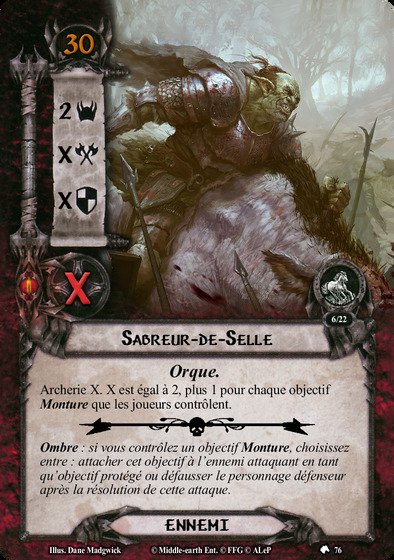 30
2
X
X
X
6/22
Sabreur-de-Selle
Orque.
Archerie X. X est égal à 2, plus 1 pour chaque objectif
Monture que les joueurs contrôlent.
Ombre : si vous contrôlez un objectif Monture, choisissez
entre : attacher cet objectif à l'ennemi attaquant en tant
qu'objectif protégé ou défausser le personnage défenseur
après la résolution de cette attaque.
ENNEMI
Illus. Dane Madgwick © Middle-earth Ent. © FFG © ALeP 76